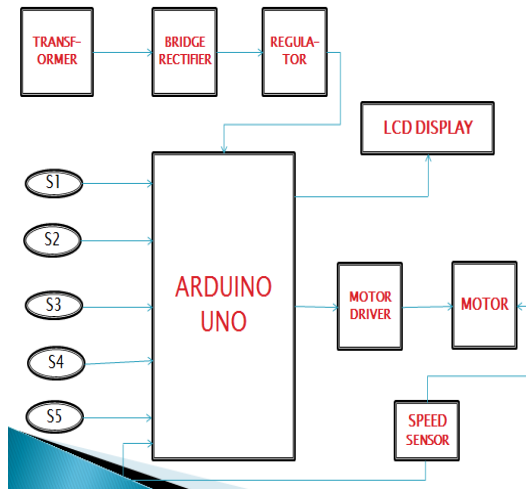 TRANSF-
ORMER
BRIDGE
RECTIFIER
REGULA-
TOR
LCD DISPLAY
S1
S2
S3
S4
S5
ARDUINO
UNO
MOTOR
DRIVER
MOTOR
SPEED
SENSOR